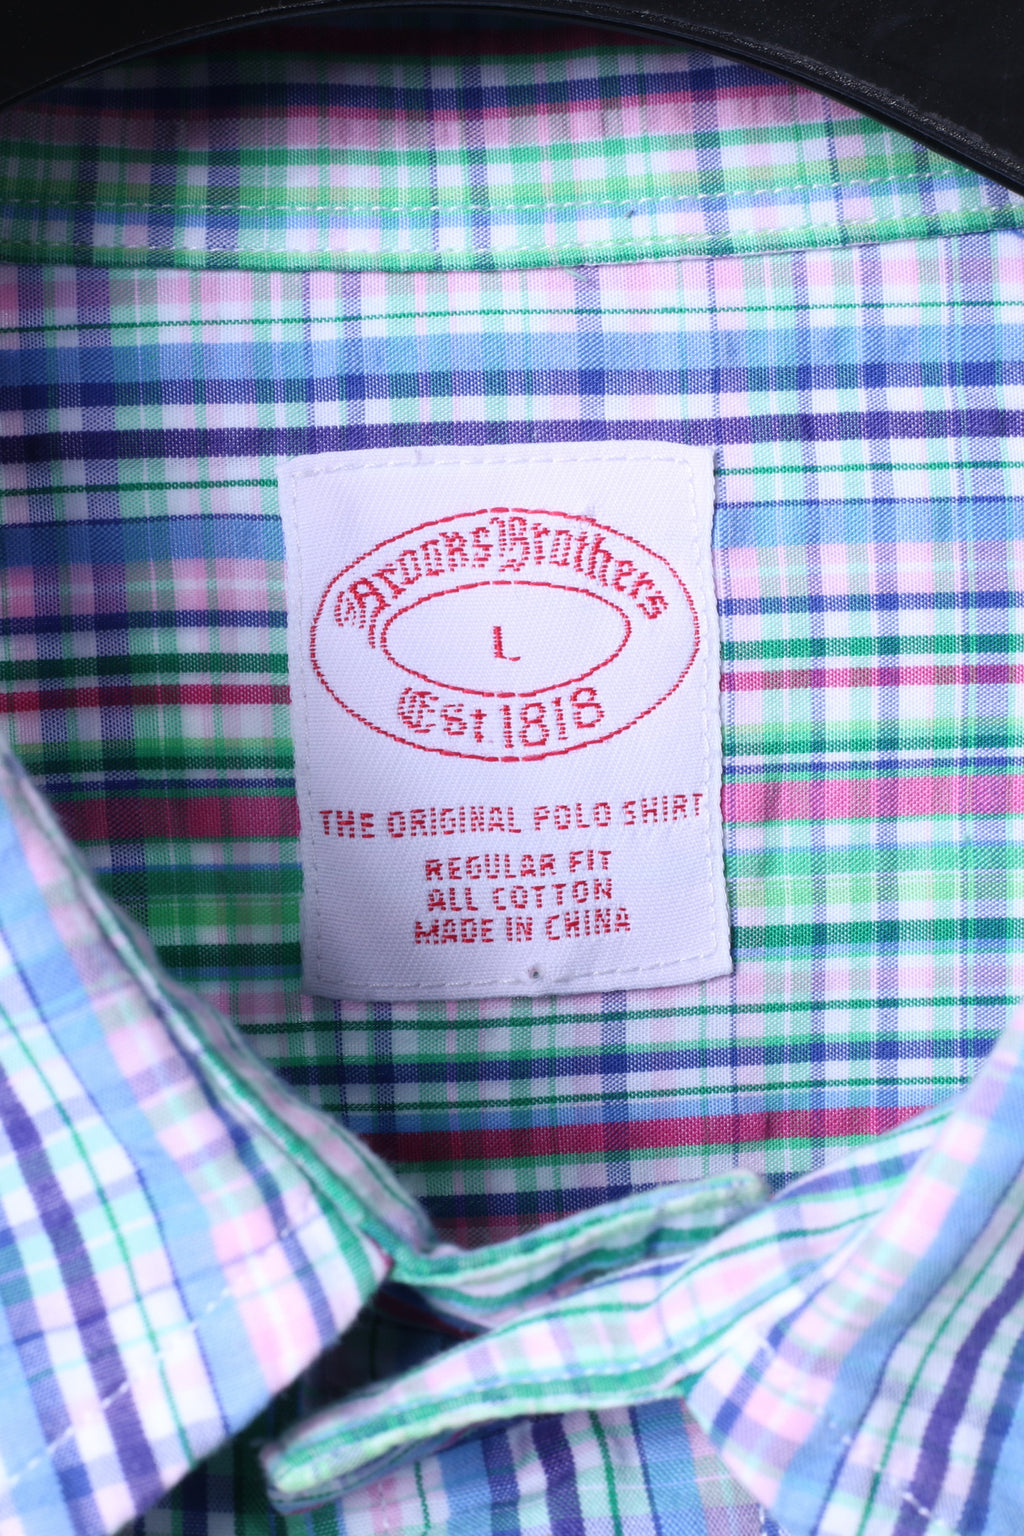 Brooks Brothers
L
Est. 1818
THE ORIGINAL POLO SHIRT
REGULAR FIT
ALL COTTON
MADE IN CHINA